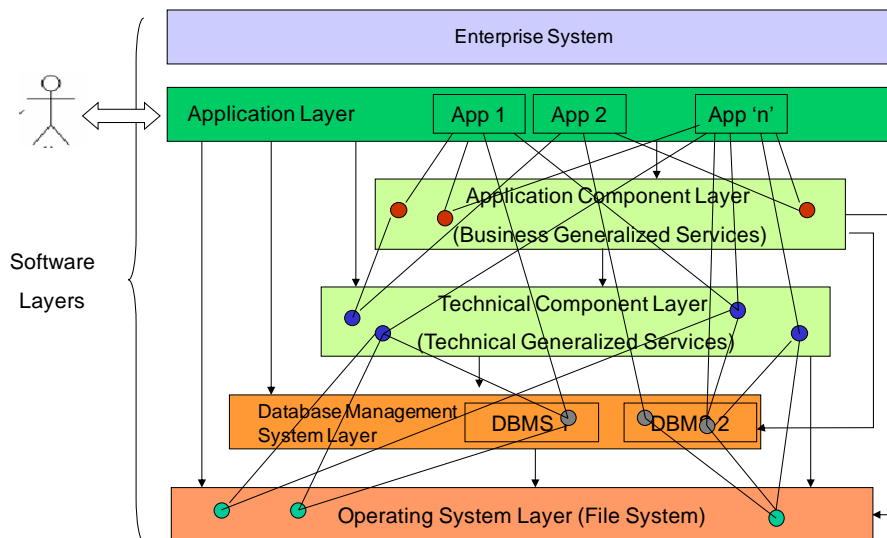 Enterprise System
Application Layer
App 1
App 2
App ‘n’
Application Component Layer
(Business Generalized Services)
Software
Layers
Technical Component Layer
(Technical Generalized Services)
Database Management
System Layer
DBMS 1
DBMS 2
Operating System Layer (File System)